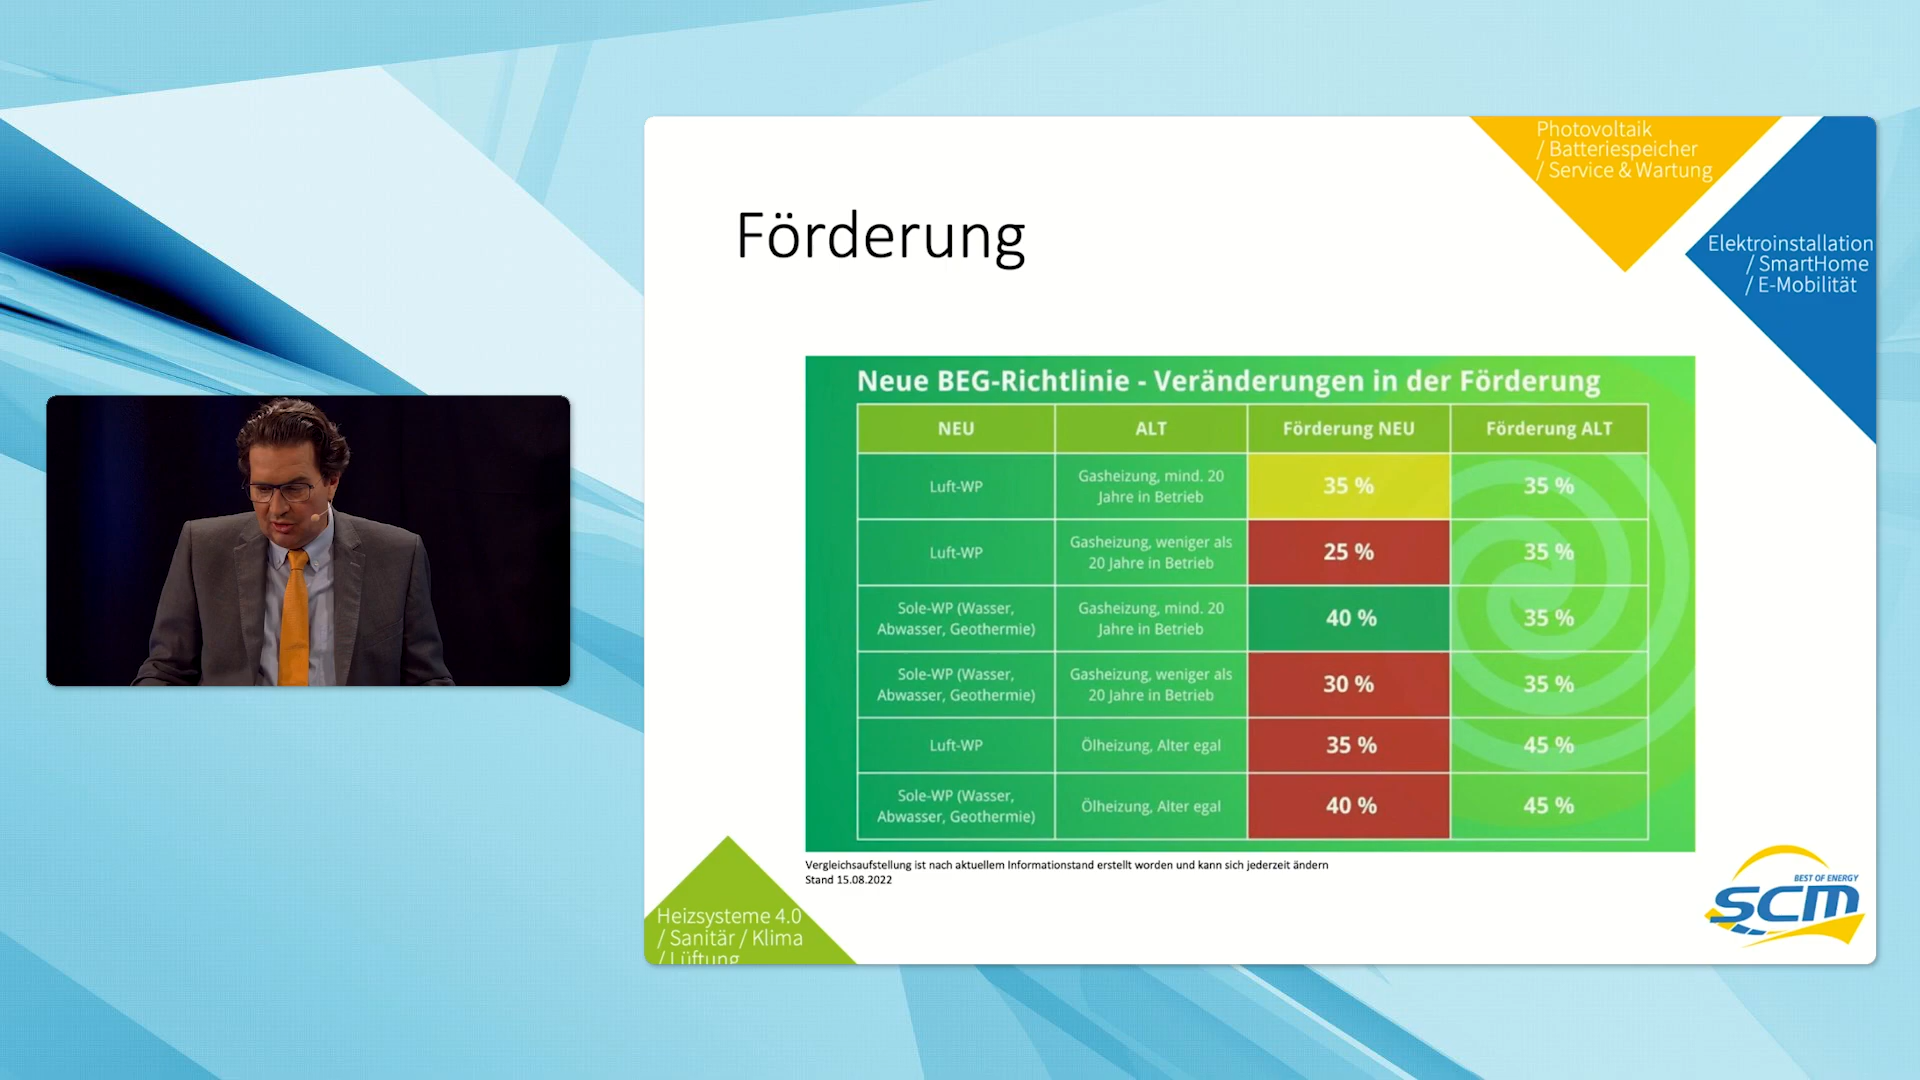 Photovoltaik
/ Batteriespeicher
/ Service & Wartung
Elektroinstallation
/ SmartHome
/ E-Mobilität
Förderung
Neue BEG-Richtlinie - Veränderungen in der Förderung
NEU ALT Förderung NEU Förderung ALT
Luft-WP Gasheizung, mind. 20 Jahre in Betrieb 35 % 35 %
Luft-WP Gasheizung, weniger als 20 Jahre in Betrieb 25 % 35 %
Sole-WP (Wasser, Abwasser, Geothermie) Gasheizung, mind. 20 Jahre in Betrieb 40 % 35 %
Sole-WP (Wasser, Abwasser, Geothermie) Gasheizung, weniger als 20 Jahre in Betrieb 30 % 35 %
Luft-WP Ölheizung, Alter egal 35 % 45 %
Sole-WP (Wasser, Abwasser, Geothermie) Ölheizung, Alter egal 40 % 45 %
Vergleichsaufstellung ist nach aktuellem Informationstand erstellt worden und kann sich jederzeit ändern
Stand 15.08.2022
Heizsysteme 4.0
/ Sanitär / Klima
/ Lüftung
BEST OF ENERGY
SCM